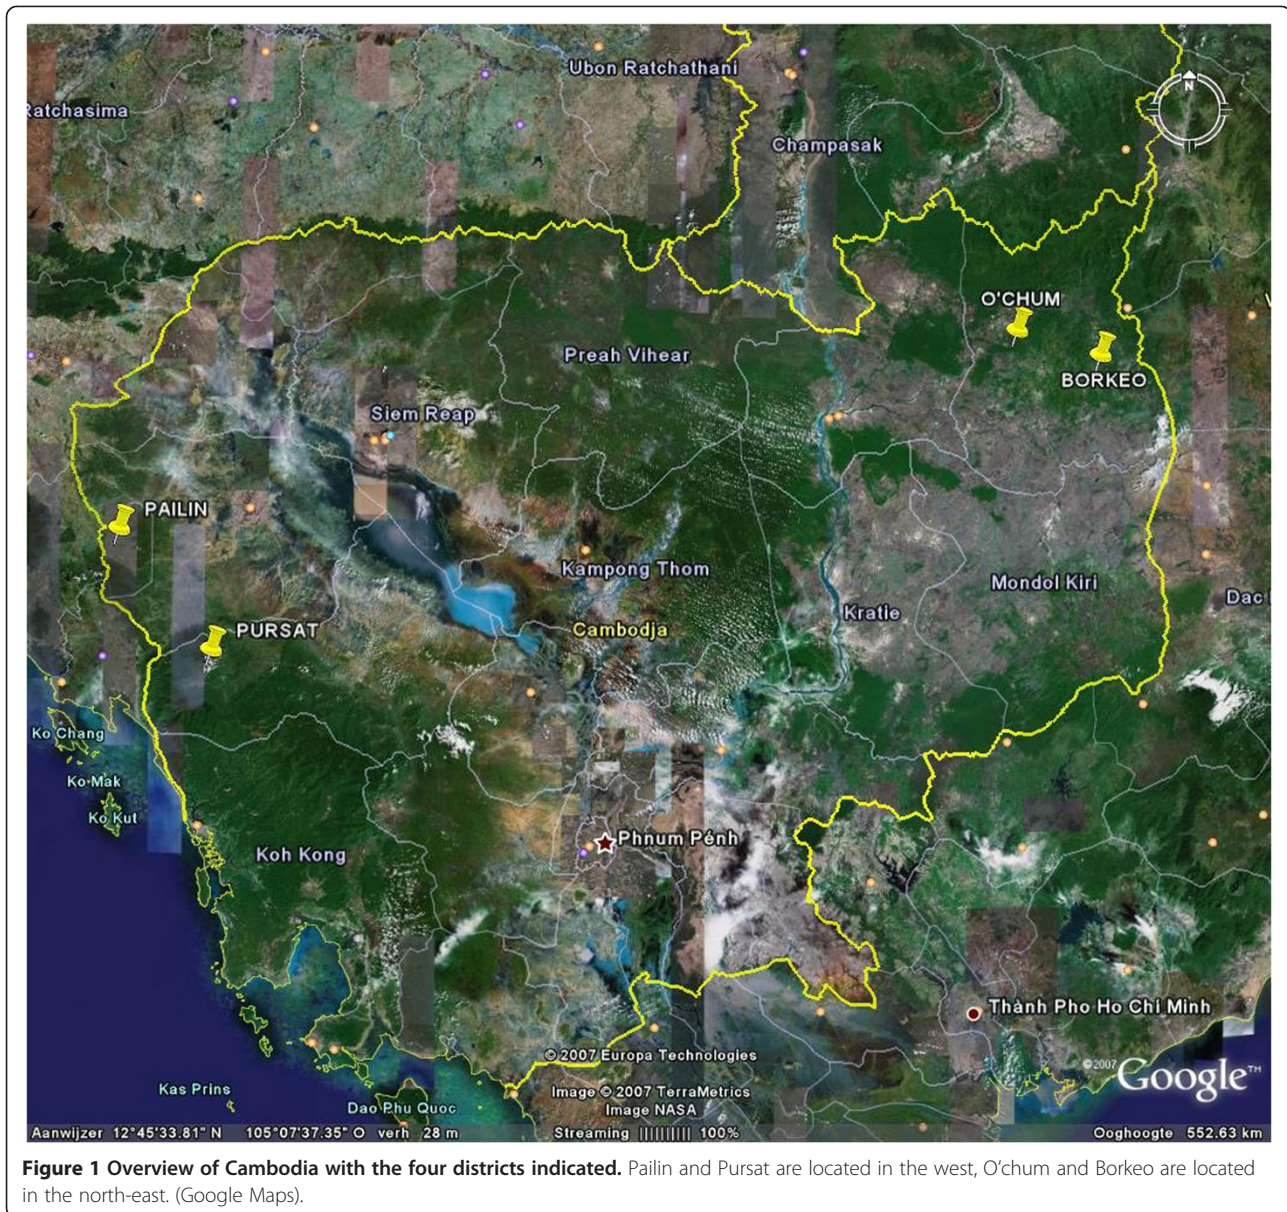 Ubon Ratchathani
Ratchasima
N
Champasak
O'CHUM
Preah Vihear
BORKEO
Siem Reap
PAILIN
Kampong Thom
Mondol Kiri
Dac
Kratie
PURSAT
Cambodja
Ko Chang
Ko Mak
Ko Kut
Phnum Pénh
Koh Kong
Thành Pho Ho Chi Minh
© 2007 Europa Technologies
©2007 Google™
Kas Prins
Image © 2007 TerraMetrics
Dao Phu Quoc
Image NASA
Aanwijzer 12°45'33.81" N 105°07'37.35" O verh 28 m Streaming |||||||||| 100% Ooghoogte 552.63 km
Figure 1 Overview of Cambodia with the four districts indicated. Pailin and Pursat are located in the west, O'chum and Borkeo are located
in the north-east. (Google Maps).